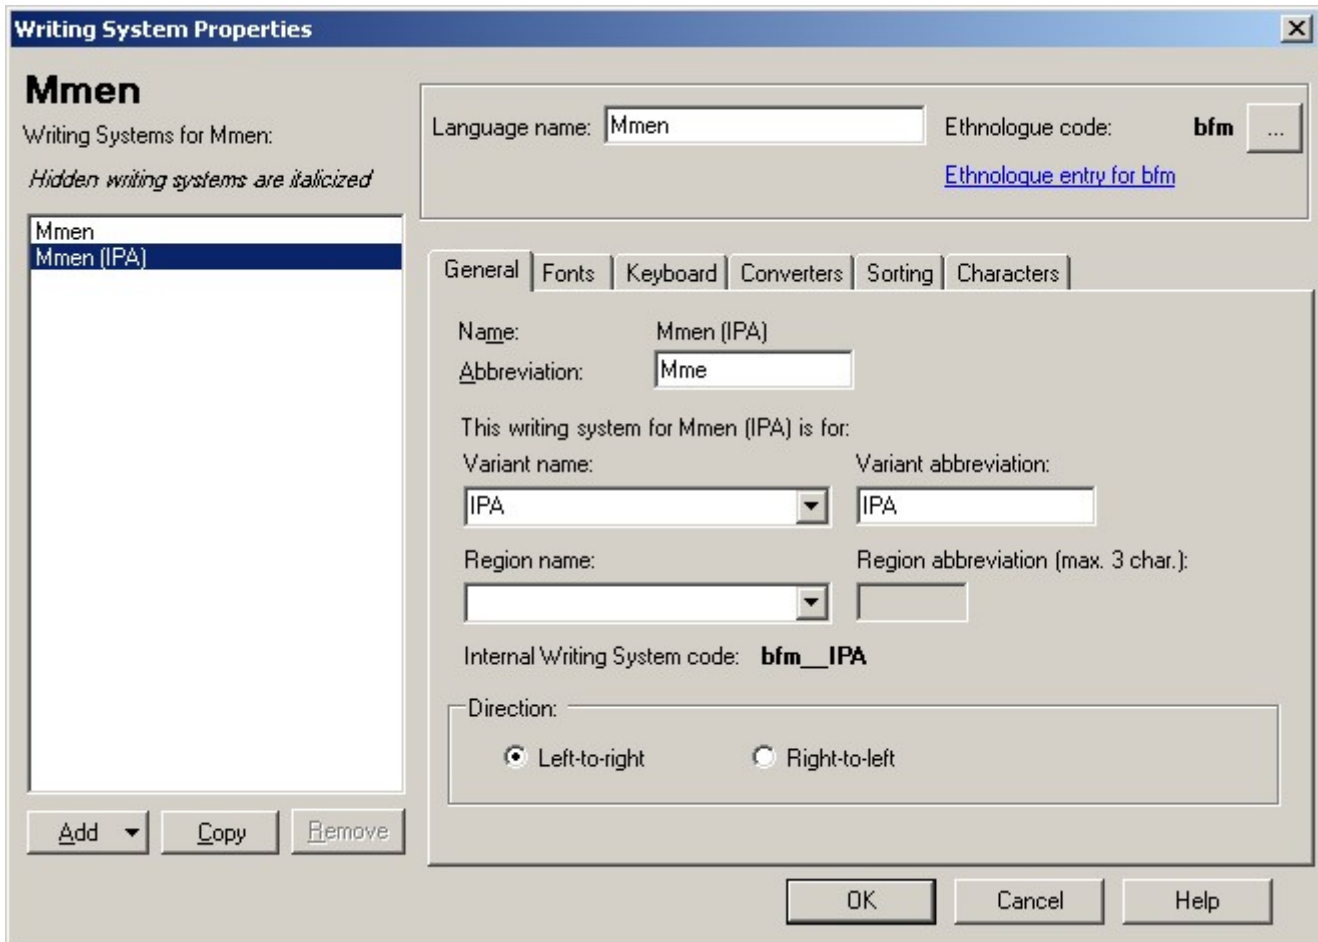 Writing System Properties
Mmen
Writing Systems for Mmen:
Hidden writing systems are italicized
Mmen
Mmen (IPA)
Add
Copy
Remove
Language name: Mmen
Ethnologue code: bfm ...
Ethnologue entry for bfm
General Fonts Keyboard Converters Sorting Characters
Name: Mmen (IPA)
Abbreviation: Mme
This writing system for Mmen (IPA) is for:
Variant name: Variant abbreviation:
IPA IPA
Region name: Region abbreviation (max. 3 char.):
Internal Writing System code: bfm__IPA
Direction:
Left-to-right Right-to-left
OK Cancel Help